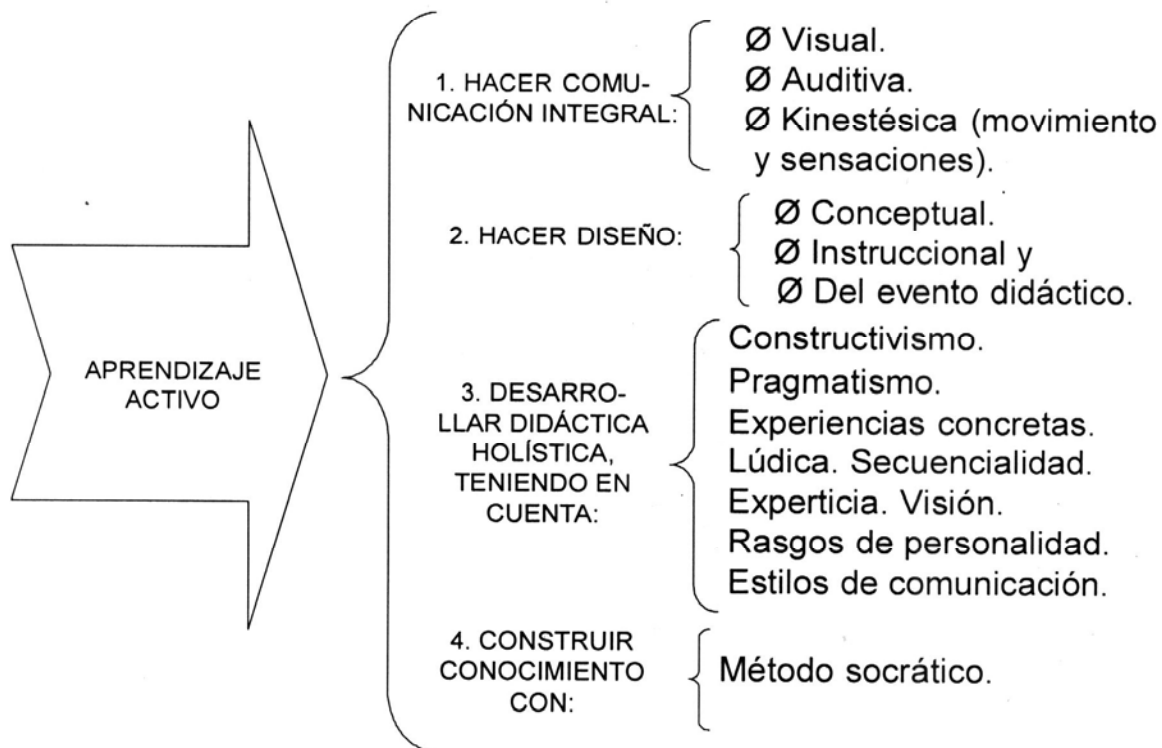 APRENDIZAJE
ACTIVO
1. HACER COMU-
NICACIÓN INTEGRAL:
Ø Visual.
Ø Auditiva.
Ø Kinestésica (movimiento
y sensaciones).
2. HACER DISEÑO:
Ø Conceptual.
Ø Instruccional y
Ø Del evento didáctico.
3. DESARRO-
LLAR DIDÁCTICA
HOLÍSTICA,
TENIENDO EN
CUENTA:
Constructivismo.
Pragmatismo.
Experiencias concretas.
Lúdica. Secuencialidad.
Experticia. Visión.
Rasgos de personalidad.
Estilos de comunicación.
4. CONSTRUIR
CONOCIMIENTO
CON:
Método socrático.